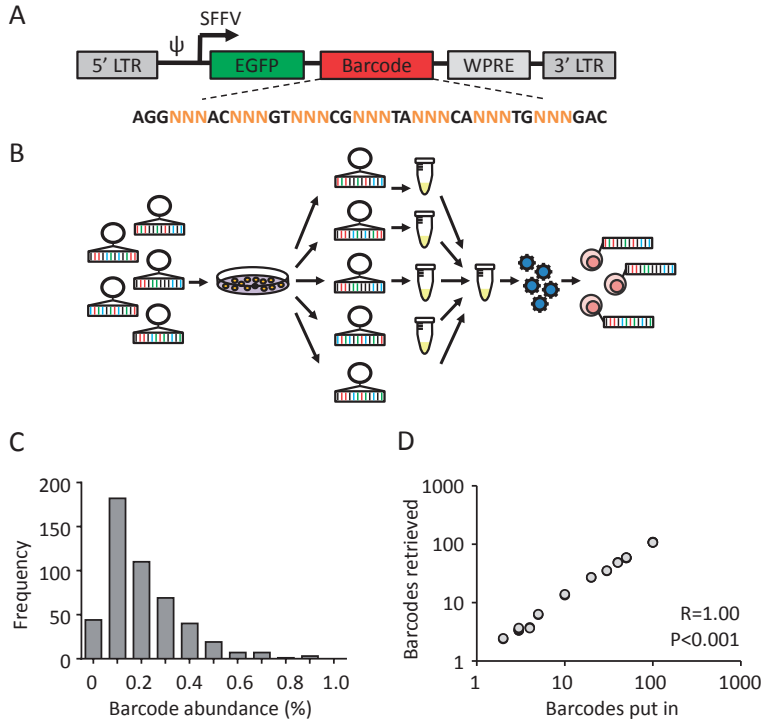 A
SFFV
ψ
5' LTR EGFP Barcode WPRE 3' LTR
AGGNNNACNNNGTNNNCGNNNTANNNCANNNTGNNNGAC
B
C
200
150
100
50
0
Frequency
0 0.2 0.4 0.6 0.8 1.0
Barcode abundance (%)
D
1000
100
10
1
Barcodes retrieved
R=1.00
P<0.001
1 10 100 1000
Barcodes put in